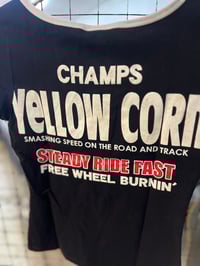 CHAMPS
YeLLOW CORN
SMASHING SPEED ON THE ROAD AND TRACK
STEADY RIDE FAST
FREE WHEEL BURNIN'